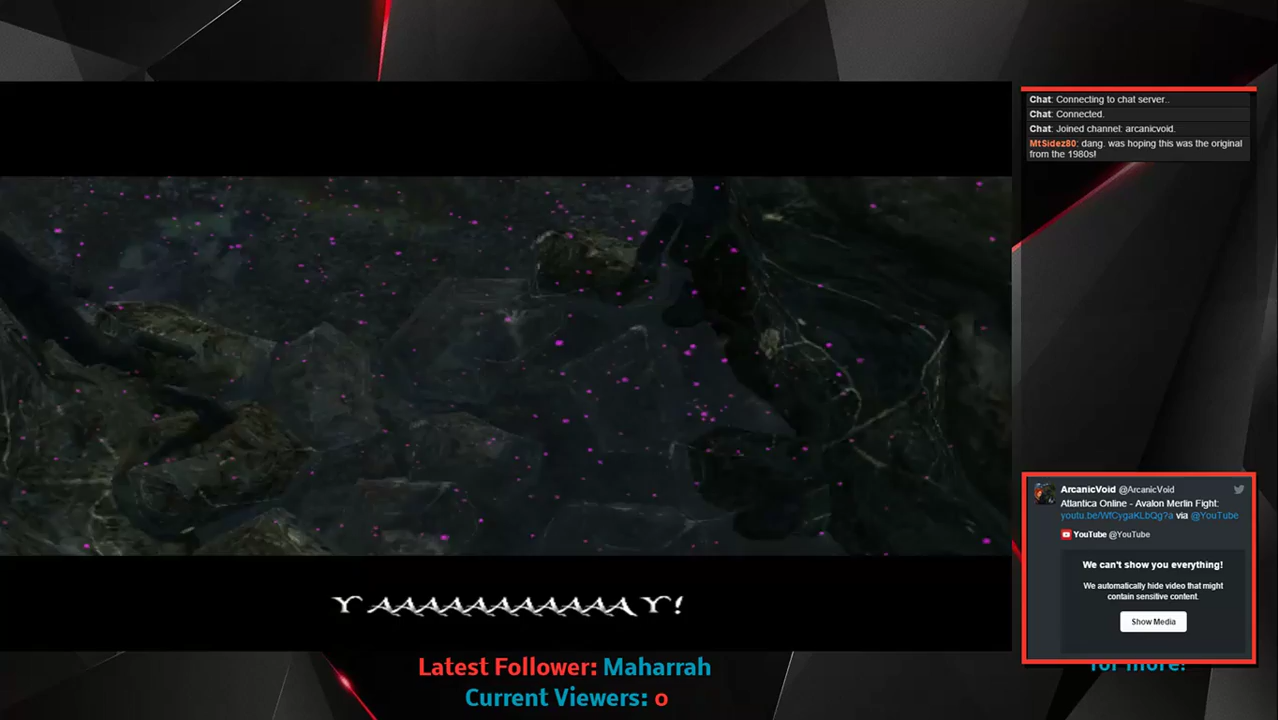 Chat: Connecting to chat server..
Chat: Connected.
Chat: Joined channel: arcanicvoid.
MtSidez80: dang. was hoping this was the original
from the 1980s!
ArcanicVoid @ArcanicVoid
Atlantica Online - Avalon Merlin Fight:
youtu.be/WfCygaKLbQg?a via @YouTube
YouTube @YouTube
We can't show you everything!
We automatically hide video that might
contain sensitive content.
Show Media
for more!
YAAAAAAAAAAAY!
Latest Follower: Maharrah
Current Viewers: 0